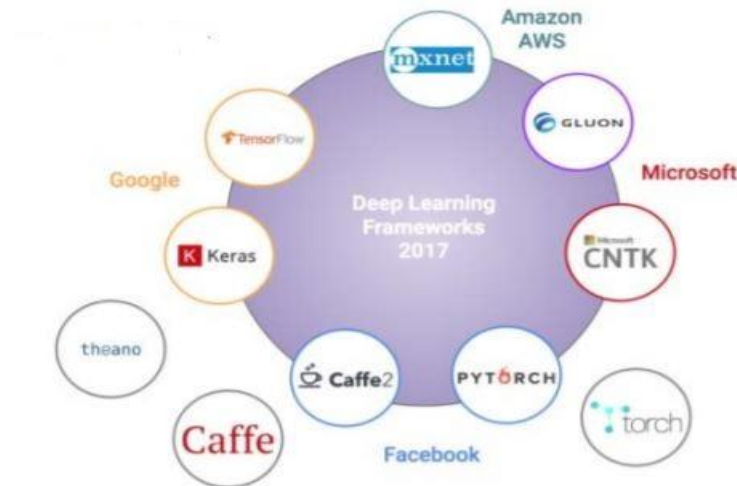 Amazon
AWS
mxnet
GLUON
TensorFlow
Google
Microsoft
Deep Learning
Frameworks
2017
K Keras
Microsoft
CNTK
theano
Caffe2
PYTORCH
Caffe
torch
Facebook